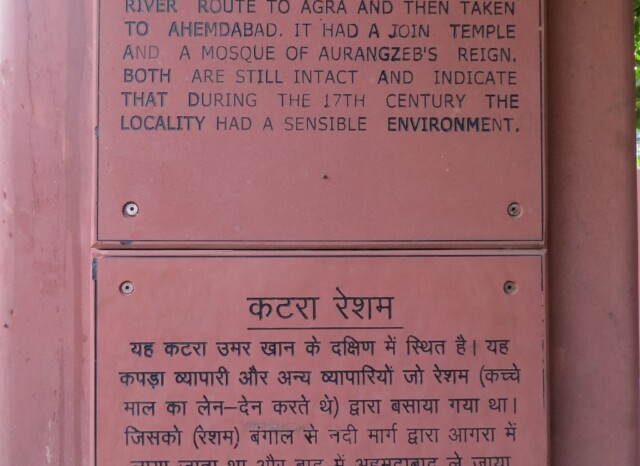 RIVER ROUTE TO AGRA AND THEN TAKEN
TO AHEMDABAD. IT HAD A JOIN TEMPLE
AND A MOSQUE OF AURANGZEB'S REIGN.
BOTH ARE STILL INTACT AND INDICATE
THAT DURING THE 17TH CENTURY THE
LOCALITY HAD A SENSIBLE ENVIRONMENT.
कटरा रेशम
यह कटरा उमर खान के दक्षिण में स्थित है। यह
कपड़ा व्यापारी और अन्य व्यापारियों जो रेशम (कच्चे
माल का लेन–देन करते थे) द्वारा बसाया गया था।
जिसको (रेशम) बंगाल से नदी मार्ग द्वारा आगरा में
लाया जाता था और बाद में अहमदाबाद ले जाया